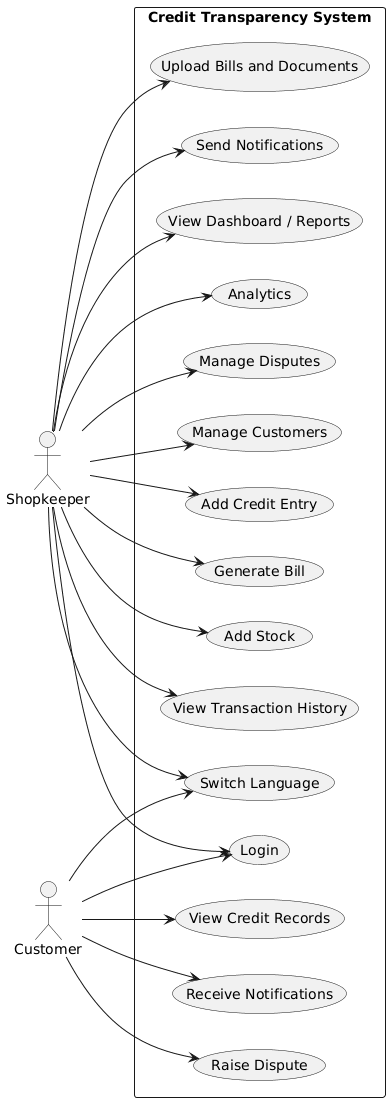 Credit Transparency System
Upload Bills and Documents
Send Notifications
View Dashboard / Reports
Analytics
Manage Disputes
Manage Customers
Shopkeeper
Add Credit Entry
Generate Bill
Add Stock
View Transaction History
Switch Language
Login
View Credit Records
Customer
Receive Notifications
Raise Dispute